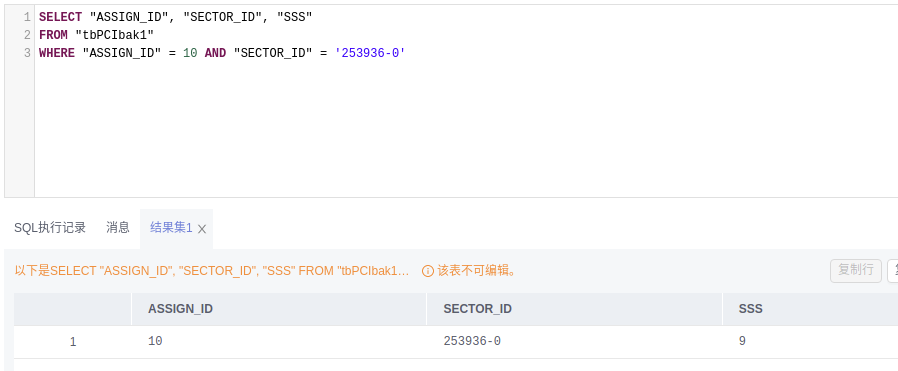 1 SELECT "ASSIGN_ID", "SECTOR_ID", "SSS"
2 FROM "tbPCIbak1"
3 WHERE "ASSIGN_ID" = 10 AND "SECTOR_ID" = '253936-0'
SQL执行记录 消息 结果集1
以下是SELECT "ASSIGN_ID", "SECTOR_ID", "SSS" FROM "tbPCIbak1… 该表不可编辑。 复制行
ASSIGN_ID SECTOR_ID SSS
1 10 253936-0 9